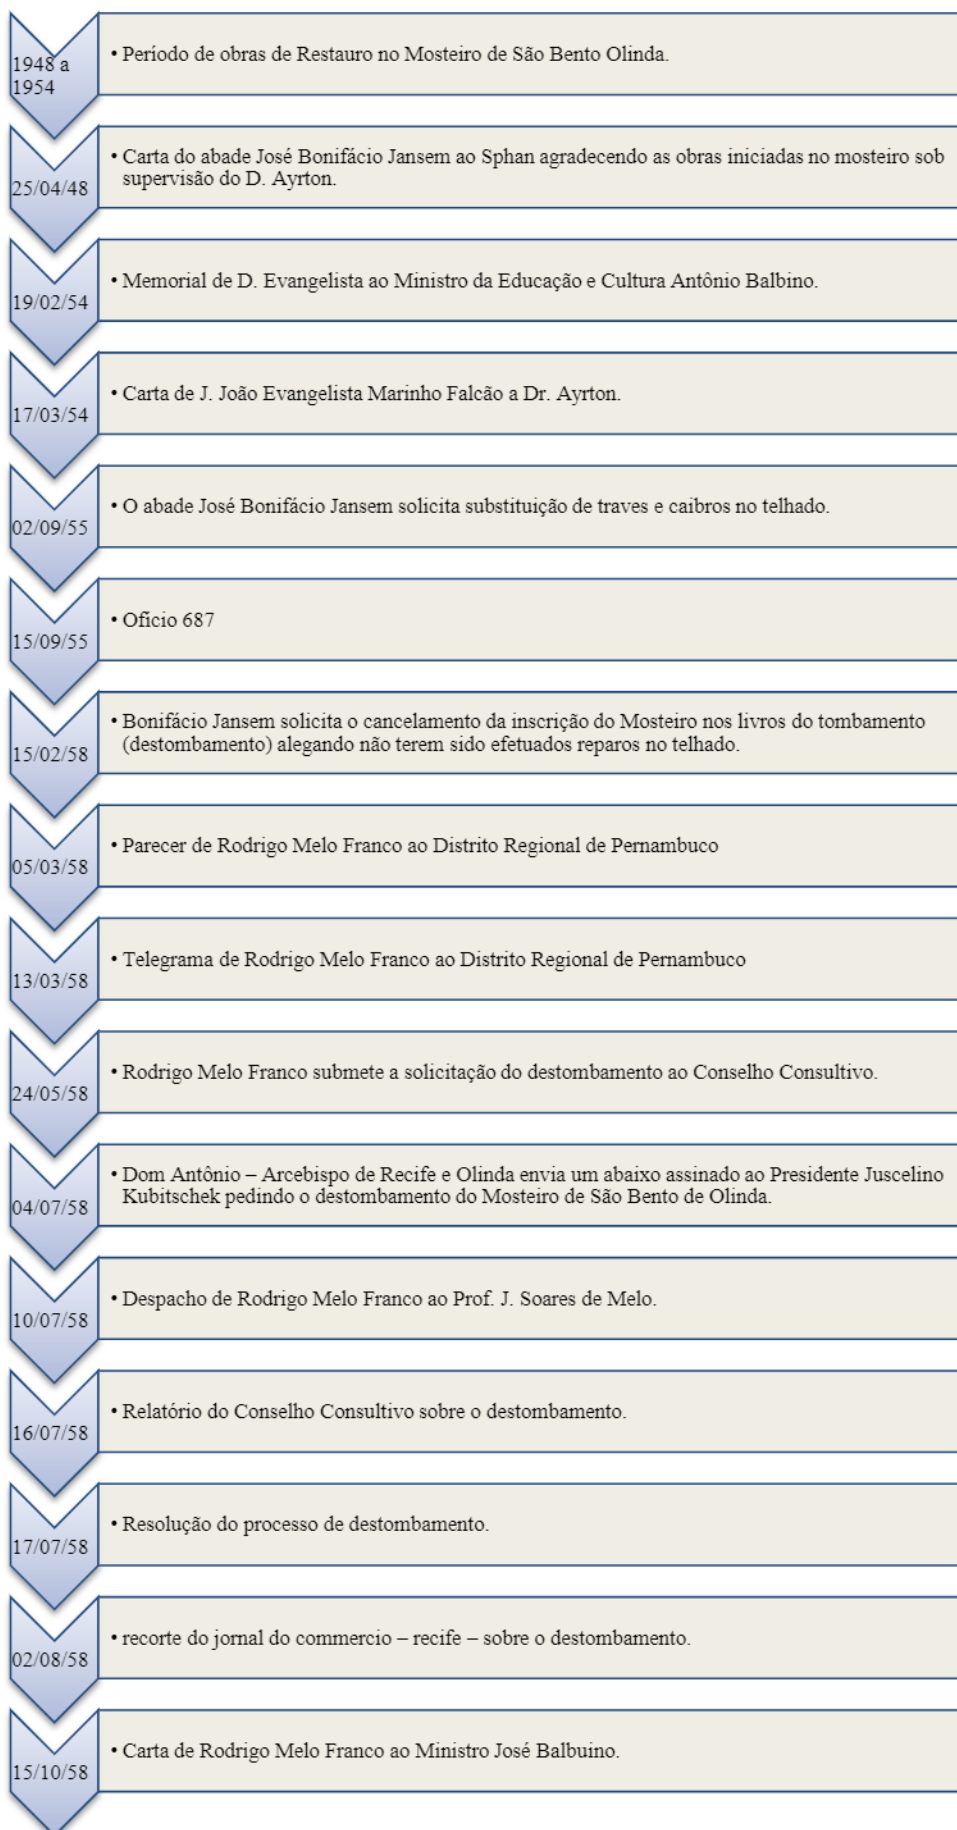 1948 a
1954
• Período de obras de Restauro no Mosteiro de São Bento Olinda.
25/04/48
• Carta do abade José Bonifácio Jansem ao Sphan agradecendo as obras iniciadas no mosteiro sob
supervisão do D. Ayrton.
19/02/54
• Memorial de D. Evangelista ao Ministro da Educação e Cultura Antônio Balbino.
17/03/54
• Carta de J. João Evangelista Marinho Falcão a Dr. Ayrton.
02/09/55
• O abade José Bonifácio Jansem solicita substituição de traves e caibros no telhado.
15/09/55
• Ofício 687
15/02/58
• Bonifácio Jansem solicita o cancelamento da inscrição do Mosteiro nos livros do tombamento
(destombamento) alegando não terem sido efetuados reparos no telhado.
05/03/58
• Parecer de Rodrigo Melo Franco ao Distrito Regional de Pernambuco
13/03/58
• Telegrama de Rodrigo Melo Franco ao Distrito Regional de Pernambuco
24/05/58
• Rodrigo Melo Franco submete a solicitação do destombamento ao Conselho Consultivo.
04/07/58
• Dom Antônio – Arcebispo de Recife e Olinda envia um abaixo assinado ao Presidente Juscelino
Kubitschek pedindo o destombamento do Mosteiro de São Bento de Olinda.
10/07/58
• Despacho de Rodrigo Melo Franco ao Prof. J. Soares de Melo.
16/07/58
• Relatório do Conselho Consultivo sobre o destombamento.
17/07/58
• Resolução do processo de destombamento.
02/08/58
• recorte do jornal do commercio – recife – sobre o destombamento.
15/10/58
• Carta de Rodrigo Melo Franco ao Ministro José Balbuino.